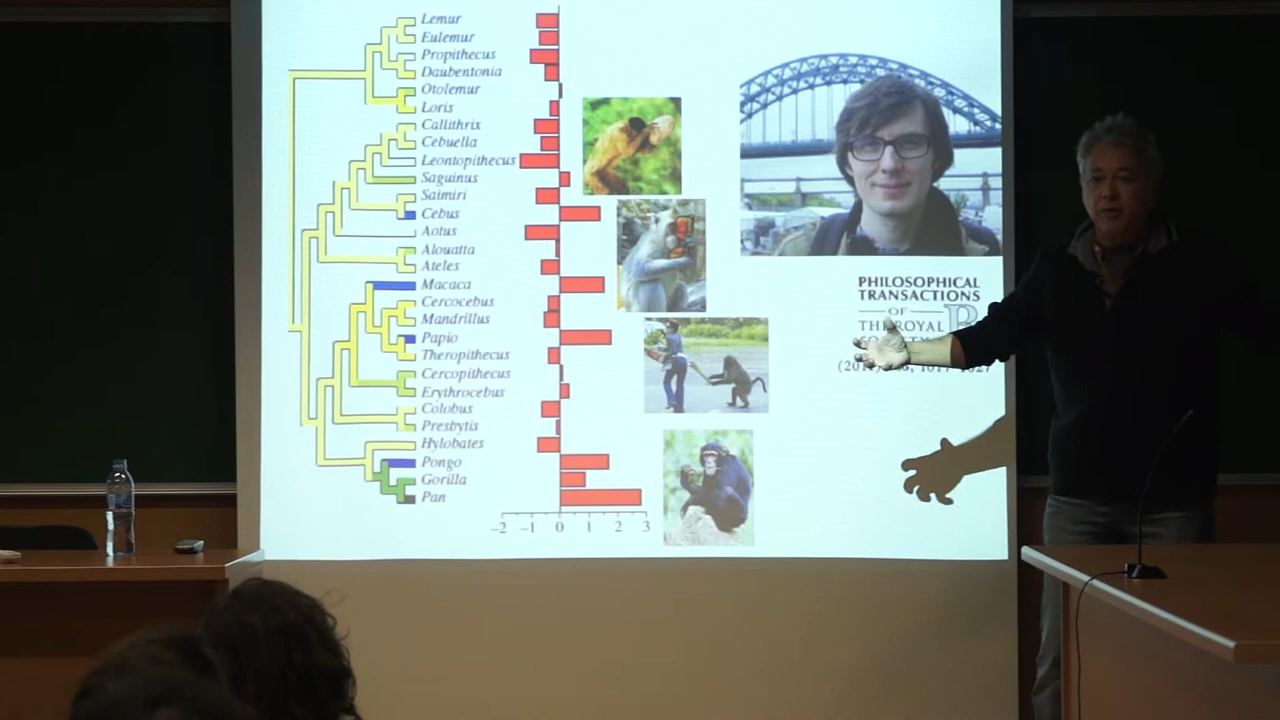 Lemur
Eulemur
Propithecus
Daubentonia
Otolemur
Loris
Callithrix
Cebuella
Leontopithecus
Saguinus
Saimiri
Cebus
Aotus
Alouatta
Ateles
Macaca
Cercocebus
Mandrillus
Papio
Theropithecus
Cercopithecus
Erythrocebus
Colobus
Presbytis
Hylobates
Pongo
Gorilla
Pan
-2 -1 0 1 2 3
PHILOSOPHICAL
TRANSACTIONS
OF
THE ROYAL B